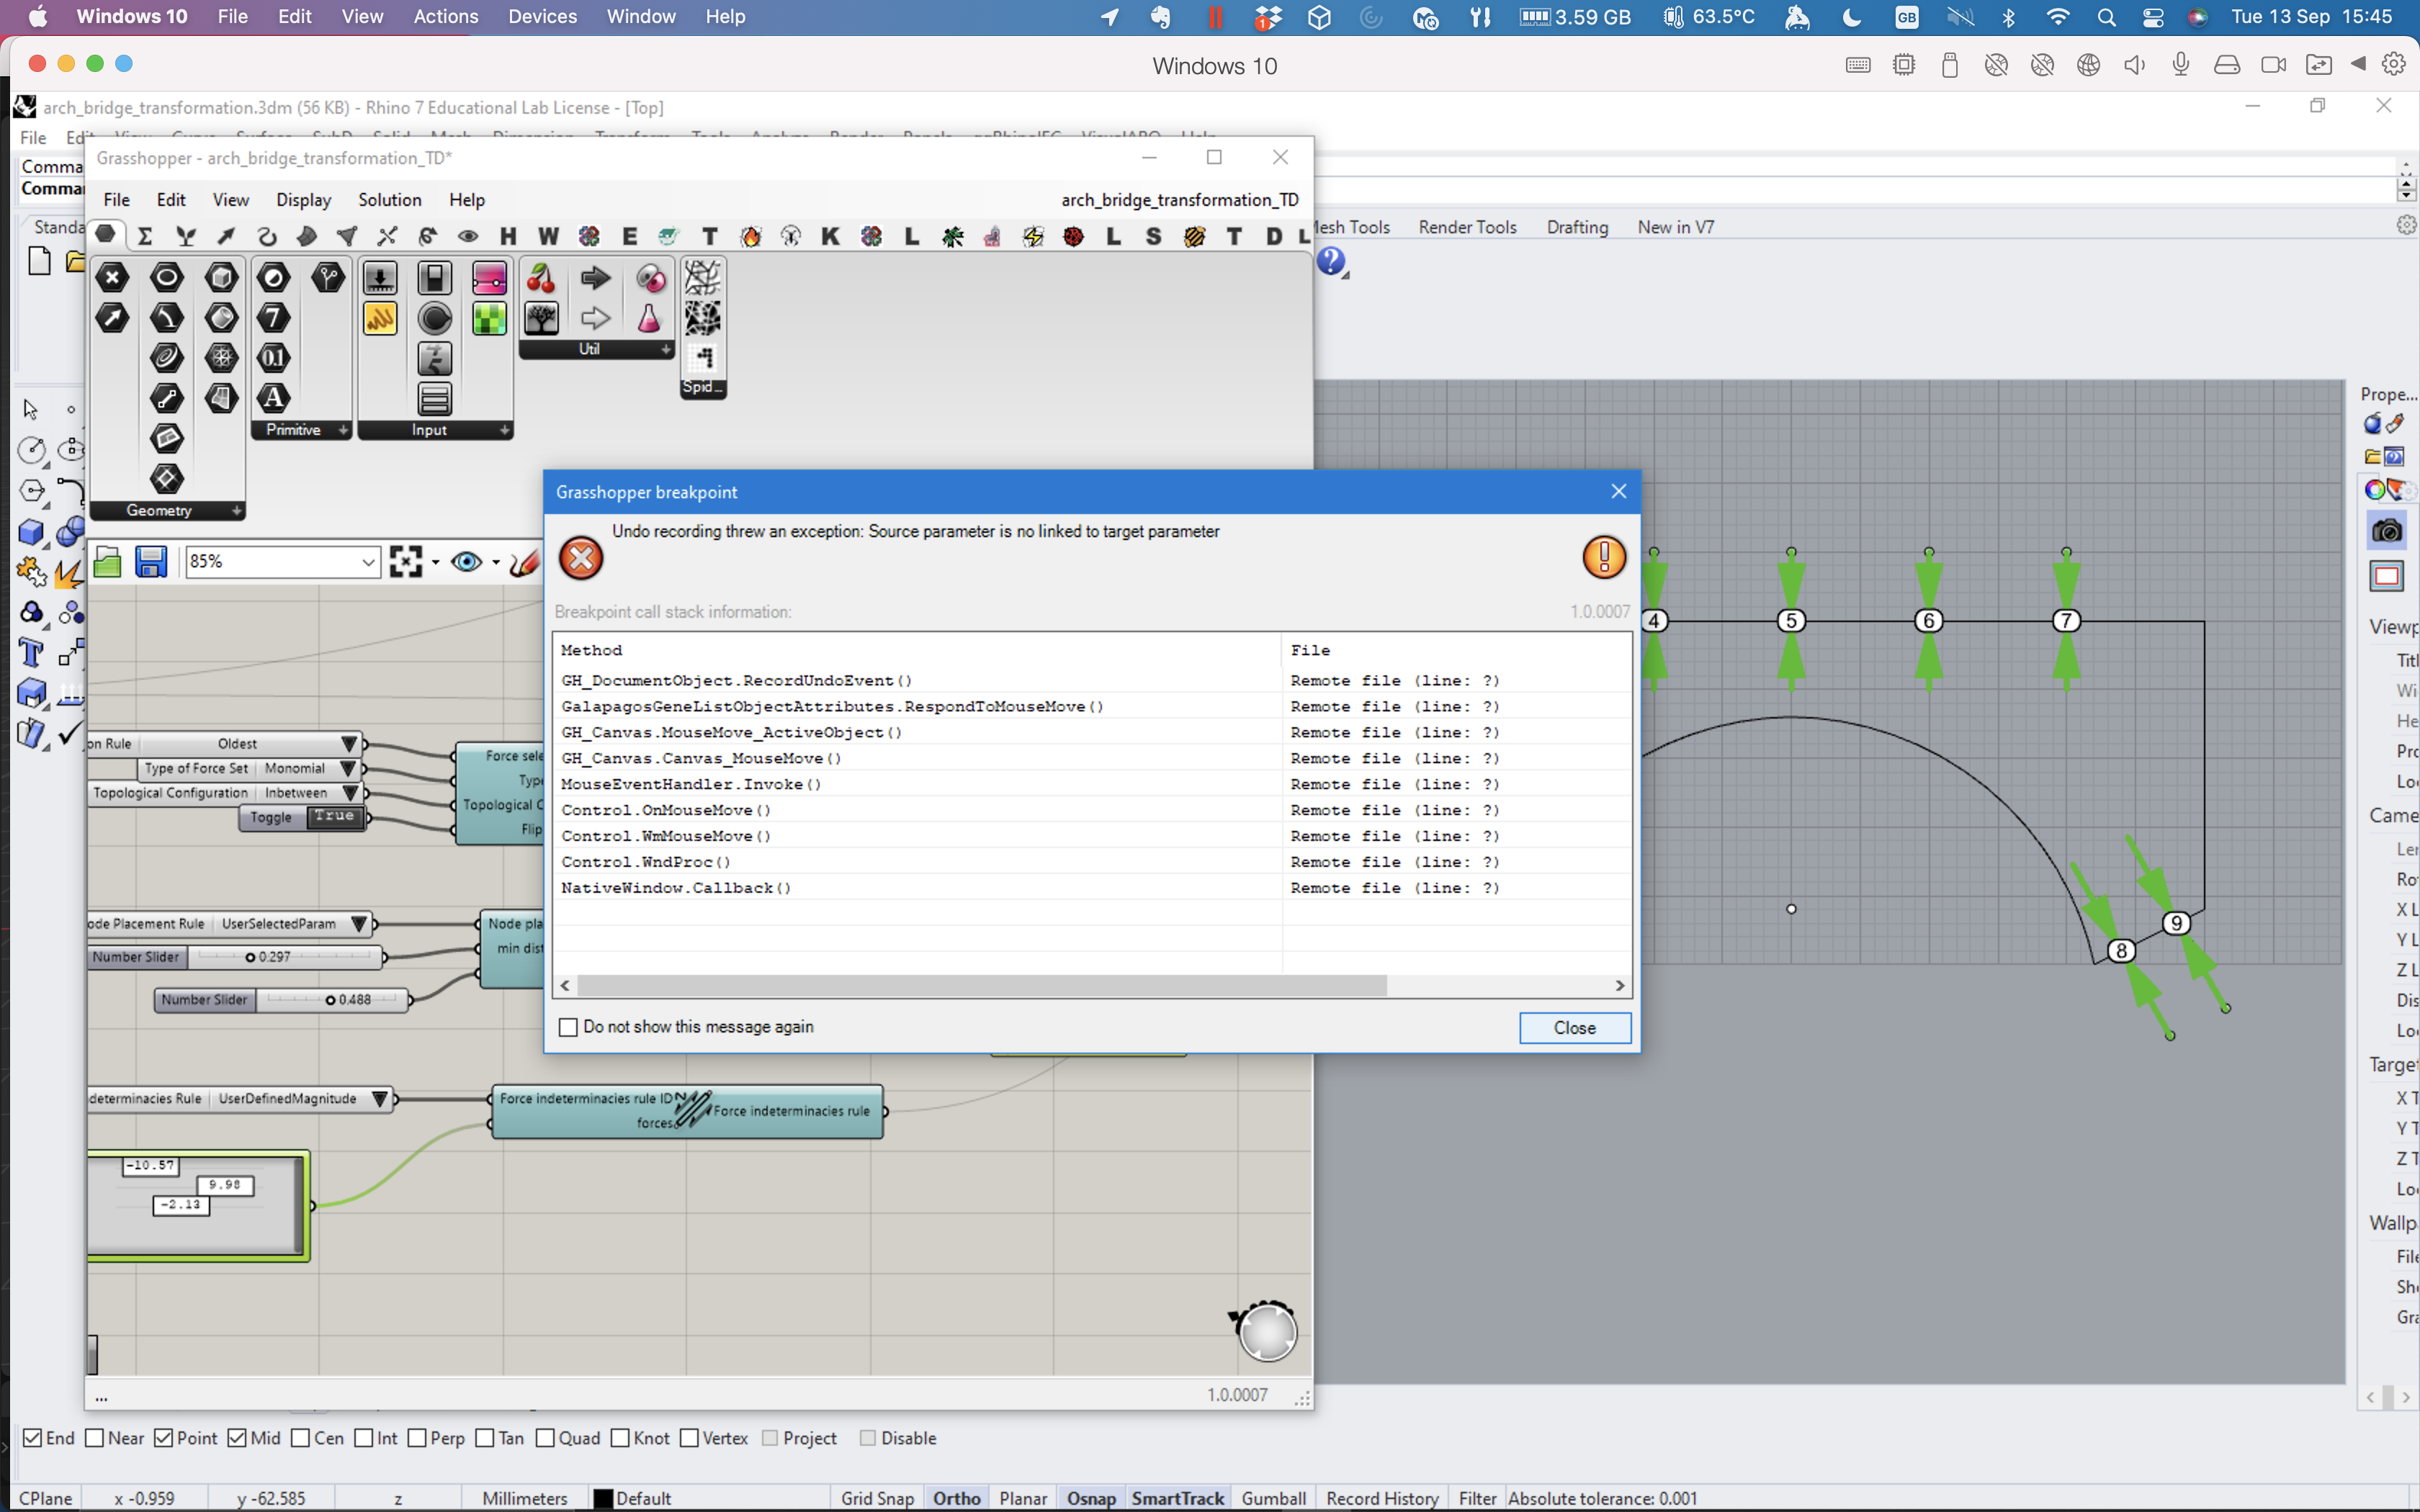 Windows 10 File Edit View Actions Devices Window Help 1 3.59 GB 63.5°C GB Tue 13 Sep 15:45
Windows 10
arch_bridge_transformation.3dm (56 KB) - Rhino 7 Educational Lab License - [Top]
File
Grasshopper - arch_bridge_transformation_TD*
File Edit View Display Solution Help arch_bridge_transformation_TD
Comma
Comma
Standa
Mesh Tools Render Tools Drafting New in V7
H W E T K L L S T D L
Util
Spid...
Primitive
Input
Geometry
85%
Prope...
Grasshopper breakpoint
Undo recording threw an exception: Source parameter is no linked to target parameter
Breakpoint call stack information: 1.0.0007
Method File
GH_DocumentObject.RecordUndoEvent() Remote file (line: ?)
GalapagosGeneListObjectAttributes.RespondToMouseMove() Remote file (line: ?)
GH_Canvas.MouseMove_ActiveObject() Remote file (line: ?)
GH_Canvas.Canvas_MouseMove() Remote file (line: ?)
MouseEventHandler.Invoke() Remote file (line: ?)
Control.OnMouseMove() Remote file (line: ?)
Control.WmMouseMove() Remote file (line: ?)
Control.WndProc() Remote file (line: ?)
NativeWindow.Callback() Remote file (line: ?)
Do not show this message again
Close
4 5 6 7
8 9
on Rule Oldest
Type of Force Set Monomial
Topological Configuration Inbetween
Toggle True
Force sele
Type
Topological C
Flip
ode Placement Rule UserSelectedParam
Number Slider 0.297
Number Slider 0.488
Node pla
min dist
determinacies Rule UserDefinedMagnitude
Force indeterminacies rule ID
forces
Force indeterminacies rule
-10.57
9.98
-2.13
... 1.0.0007
Viewp
Titl
Wi
He
Pro
Lo
Came
Ler
Ro
X L
Y L
Z L
Dis
Lo
Target
X T
Y T
Z T
Lo
Wallp
File
Sh
Gra
End Near Point Mid Cen Int Perp Tan Quad Knot Vertex Project Disable
CPlane x -0.959 y -62.585 z Millimeters Default Grid Snap Ortho Planar Osnap SmartTrack Gumball Record History Filter Absolute tolerance: 0.001